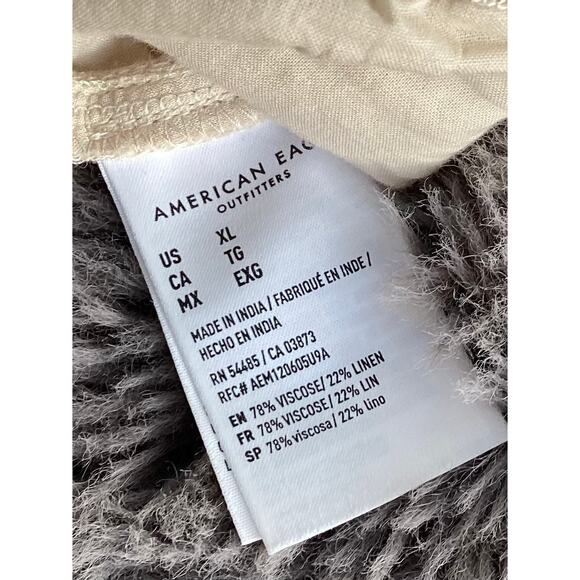 AMERICAN
OUTFITTERS
US XL
CA TG
MX EXG
MADE IN INDIA / FABRIQUÉ EN INDE /
HECHO EN INDIA
RN 54485 / CA 03873
RFC# AEM120605U9A
EN 78% VISCOSE/ 22% LINEN
FR 78% VISCOSE/ 22% LIN
SP 78% viscosa/ 22% lino